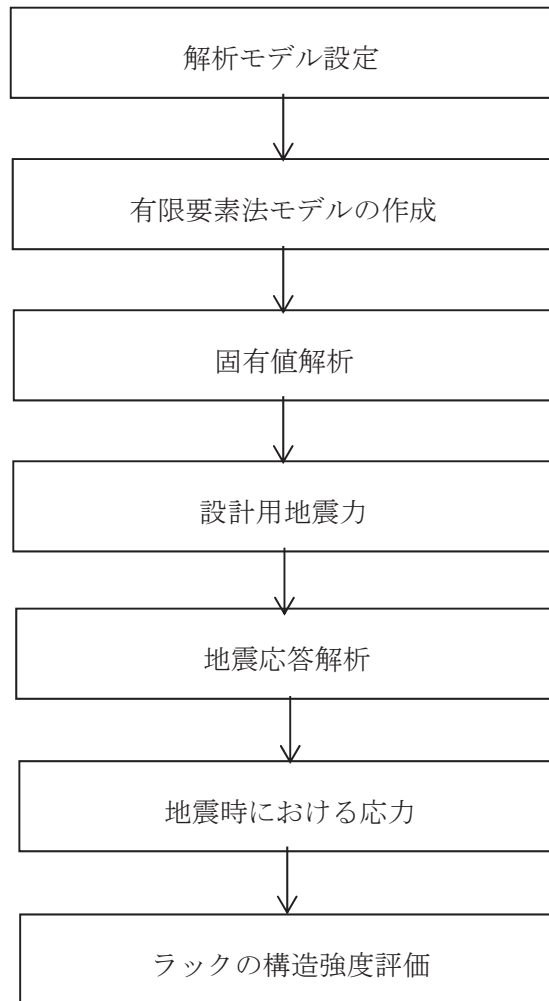 解析モデル設定
有限要素法モデルの作成
固有値解析
設計用地震力
地震応答解析
地震時における応力
ラックの構造強度評価